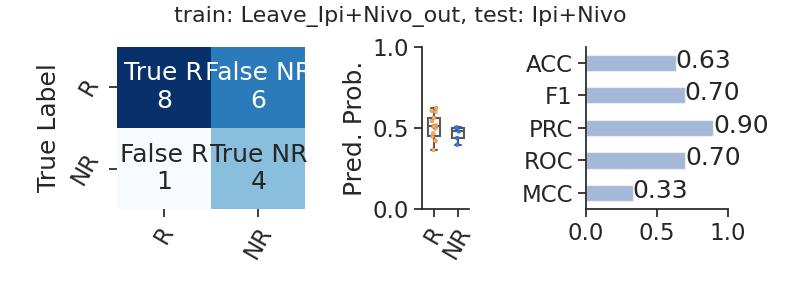 train: Leave_Ipi+Nivo_out, test: Ipi+Nivo
True Label
R
NR
True R
8
False NR
6
False R
1
True NR
4
R
NR
Pred. Prob.
1.0
0.5
0.0
R
NR
ACC
F1
PRC
ROC
MCC
0.63
0.70
0.90
0.70
0.33
0.0
0.5
1.0